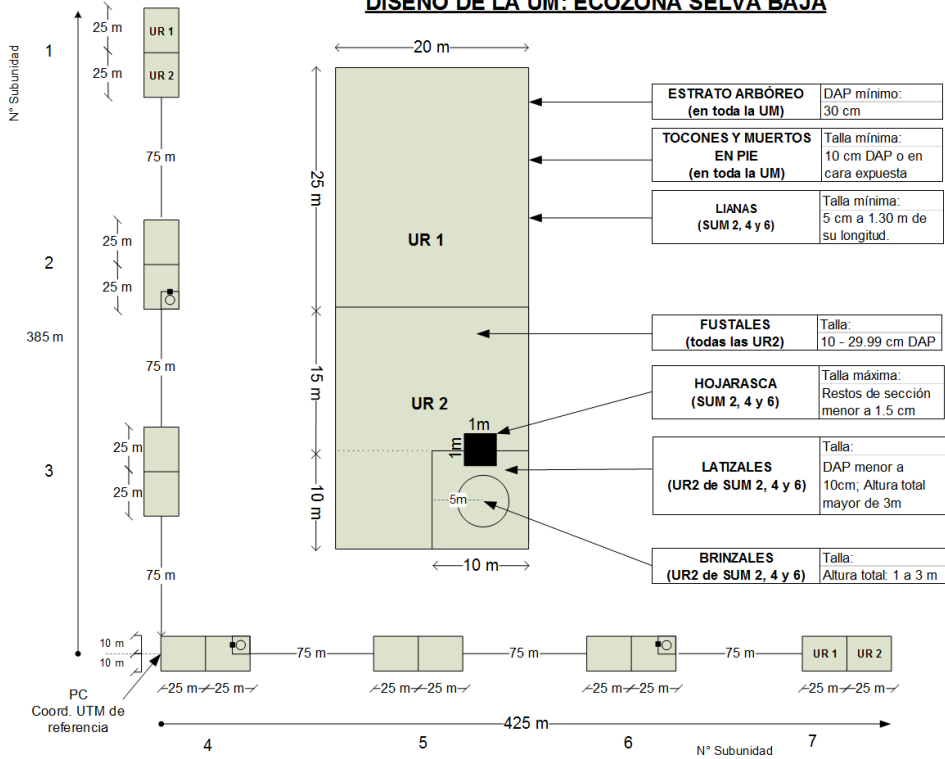 DISEÑO DE LA UM: ECOZONA SELVA BAJA
N° Subunidad
1
25 m
25 m
UR 1
UR 2
75 m
2
25 m
25 m
385 m
75 m
3
25 m
25 m
75 m
20 m
25 m
UR 1
15 m
UR 2
1m
1m
10 m
5m
10 m
ESTRATO ARBÓREO
(en toda la UM)
DAP mínimo:
30 cm
TOCONES Y MUERTOS
EN PIE
(en toda la UM)
Talla mínima:
10 cm DAP o en
cara expuesta
LIANAS
(SUM 2, 4 y 6)
Talla mínima:
5 cm a 1.30 m de
su longitud.
FUSTALES
(todas las UR2)
Talla:
10 - 29.99 cm DAP
HOJARASCA
(SUM 2, 4 y 6)
Talla máxima:
Restos de sección
menor a 1.5 cm
LATIZALES
(UR2 de SUM 2, 4 y 6)
Talla:
DAP menor a
10cm; Altura total
mayor de 3m
BRINZALES
(UR2 de SUM 2, 4 y 6)
Talla:
Altura total: 1 a 3 m
10 m
10 m
75 m
75 m
75 m
UR 1
UR 2
PC
Coord. UTM de
referencia
25 m
25 m
25 m
25 m
25 m
25 m
25 m
25 m
425 m
4
5
6
7
N° Subunidad